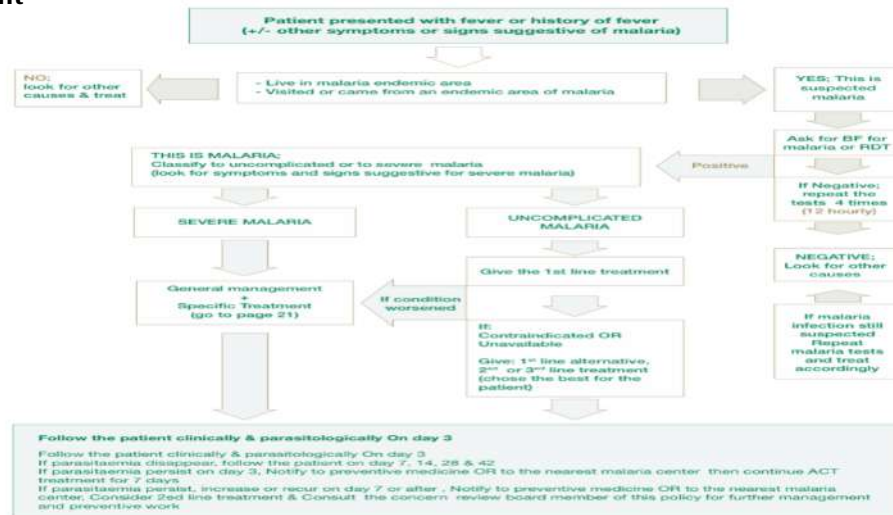 nt
Patient presented with fever or history of fever
(+/- other symptoms or signs suggestive of malaria)
NO;
look for other
causes & treat
- Live in malaria endemic area
- Visited or came from an endemic area of malaria
YES; This is
suspected
malaria
Ask for BF for
malaria or RDT
Positive
THIS IS MALARIA;
Classify to uncomplicated or to severe malaria
(look for symptoms and signs suggestive for severe malaria)
If Negative;
repeat the
tests 4 times
(12 hourly)
SEVERE MALARIA
UNCOMPLICATED
MALARIA
NEGATIVE;
Look for other
causes
Give the 1st line treatment
General management
+
Specific Treatment
(go to page 21)
If condition
worsened
If:
Contraindicated OR
Unavailable
Give: 1st line alternative,
2nd or 3rd line treatment
(chose the best for the
patient)
If malaria
infection still
suspected
Repeat
malaria tests
and treat
accordingly
Follow the patient clinically & parasitologically On day 3
Follow the patient clinically & parasitologically On day 3
If parasitaemia disappear, follow the patient on day 7, 14, 28 & 42
If parasitaemia persist on day 3, Notify to preventive medicine OR to the nearest malaria center then continue ACT
treatment for 7 days
If parasitaemia persist, increase or recur on day 7 or after , Notify to preventive medicine OR to the nearest malaria
center. Consider 2ed line treatment & Consult the concern review board member of this policy for further management
and preventive work